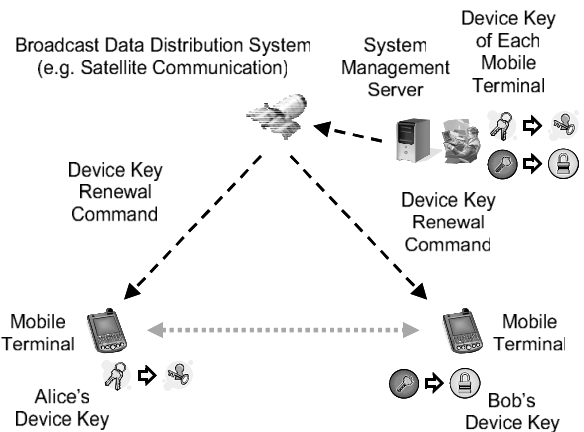 Broadcast Data Distribution System
(e.g. Satellite Communication)
System
Management
Server
Device Key
of Each
Mobile
Terminal
Device Key
Renewal
Command
Device Key
Renewal
Command
Mobile
Terminal
Mobile
Terminal
Alice's
Device Key
Bob's
Device Key